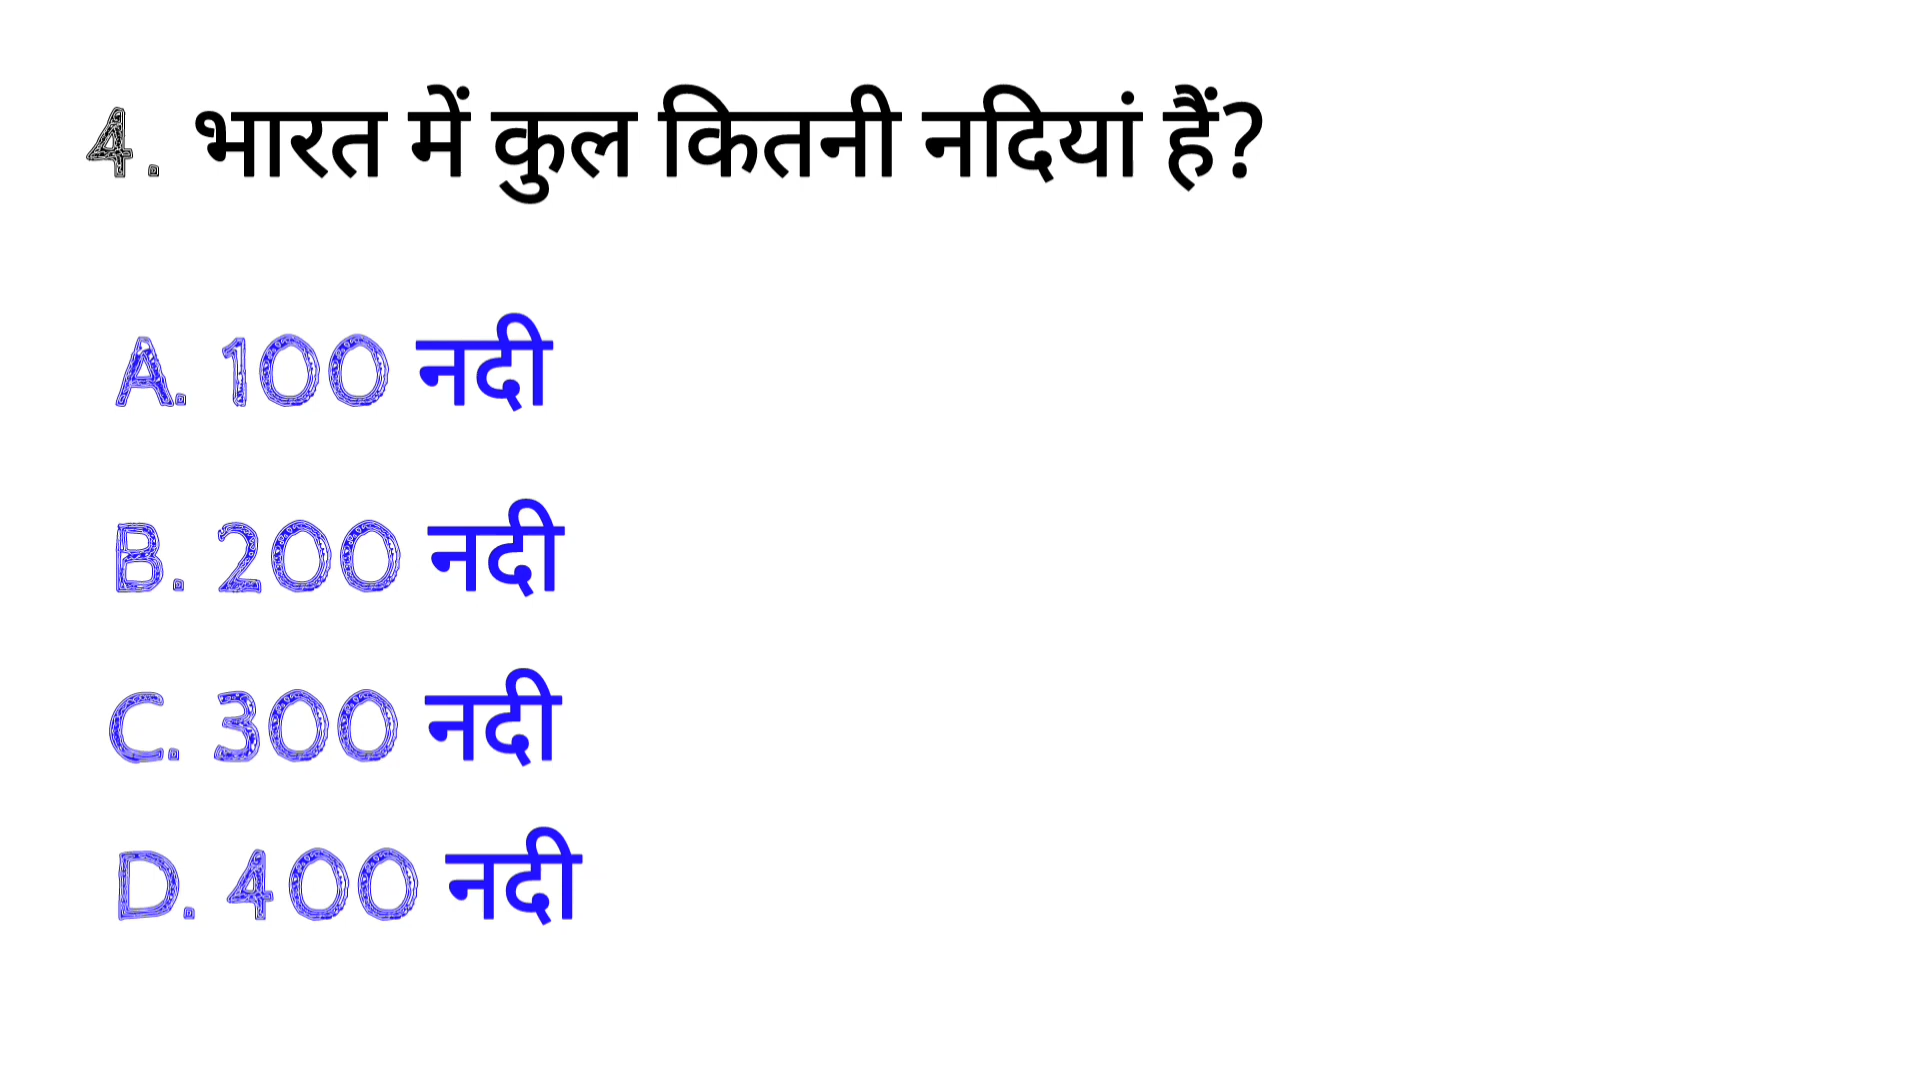 4. भारत में कुल कितनी नदियां हैं?
A. 100 नदी
B. 200 नदी
C. 300 नदी
D. 400 नदी